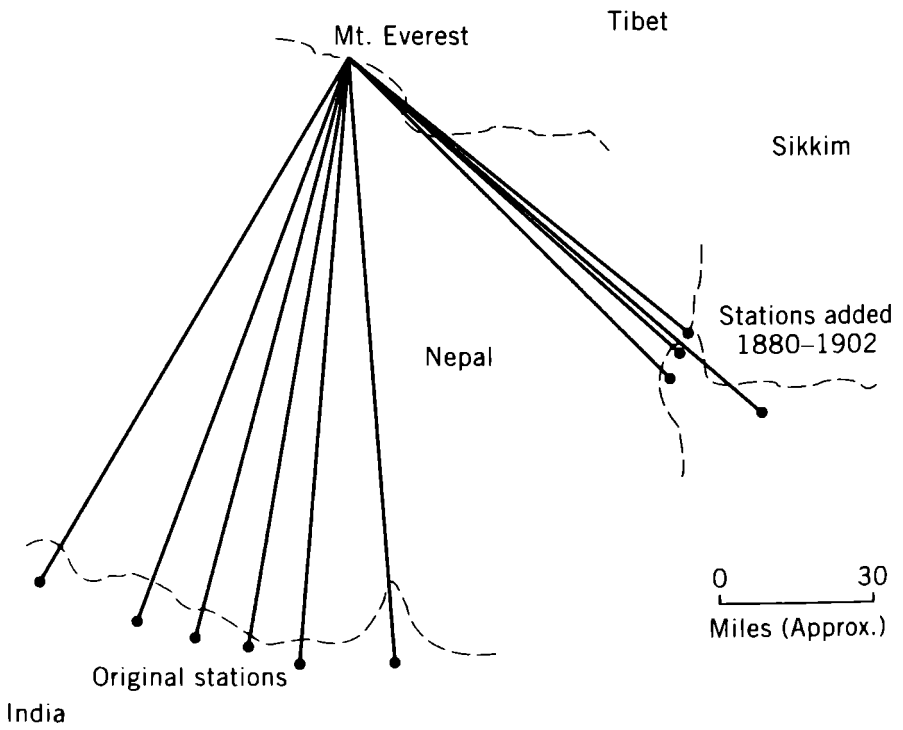 Tibet
Mt. Everest
Sikkim
Stations added
1880–1902
Nepal
0 30
Miles (Approx.)
Original stations
India